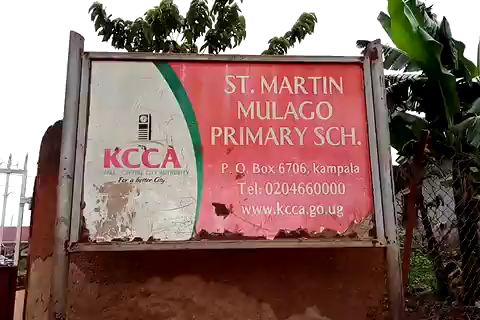 KCCA
For a better City
ST. MARTIN
MULAGO
PRIMARY SCH.
P. O. Box 6706, kampala
Tel: 0204660000
www.kcca.go.ug